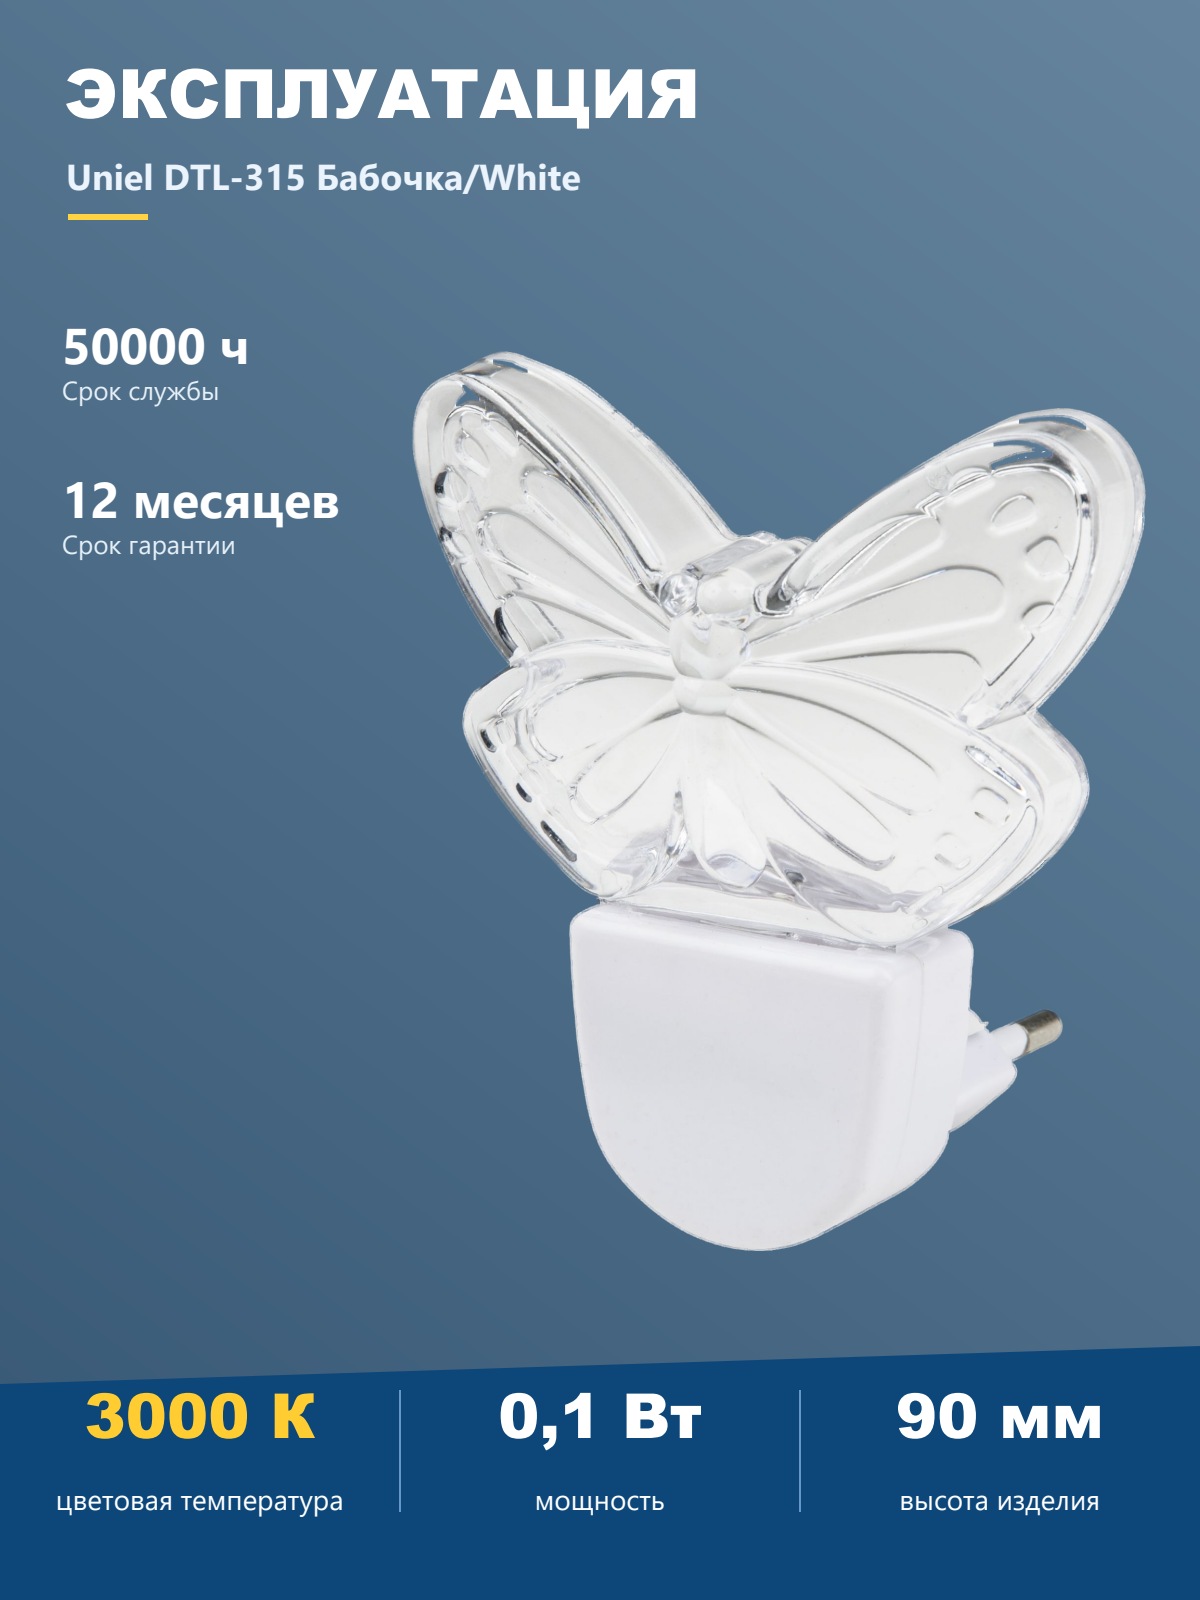 ЭКСПЛУАТАЦИЯ
Uniel DTL-315 Бабочка/White
50000 ч
Срок службы
12 месяцев
Срок гарантии
3000 К
цветовая температура
0,1 Вт
мощность
90 мм
высота изделия